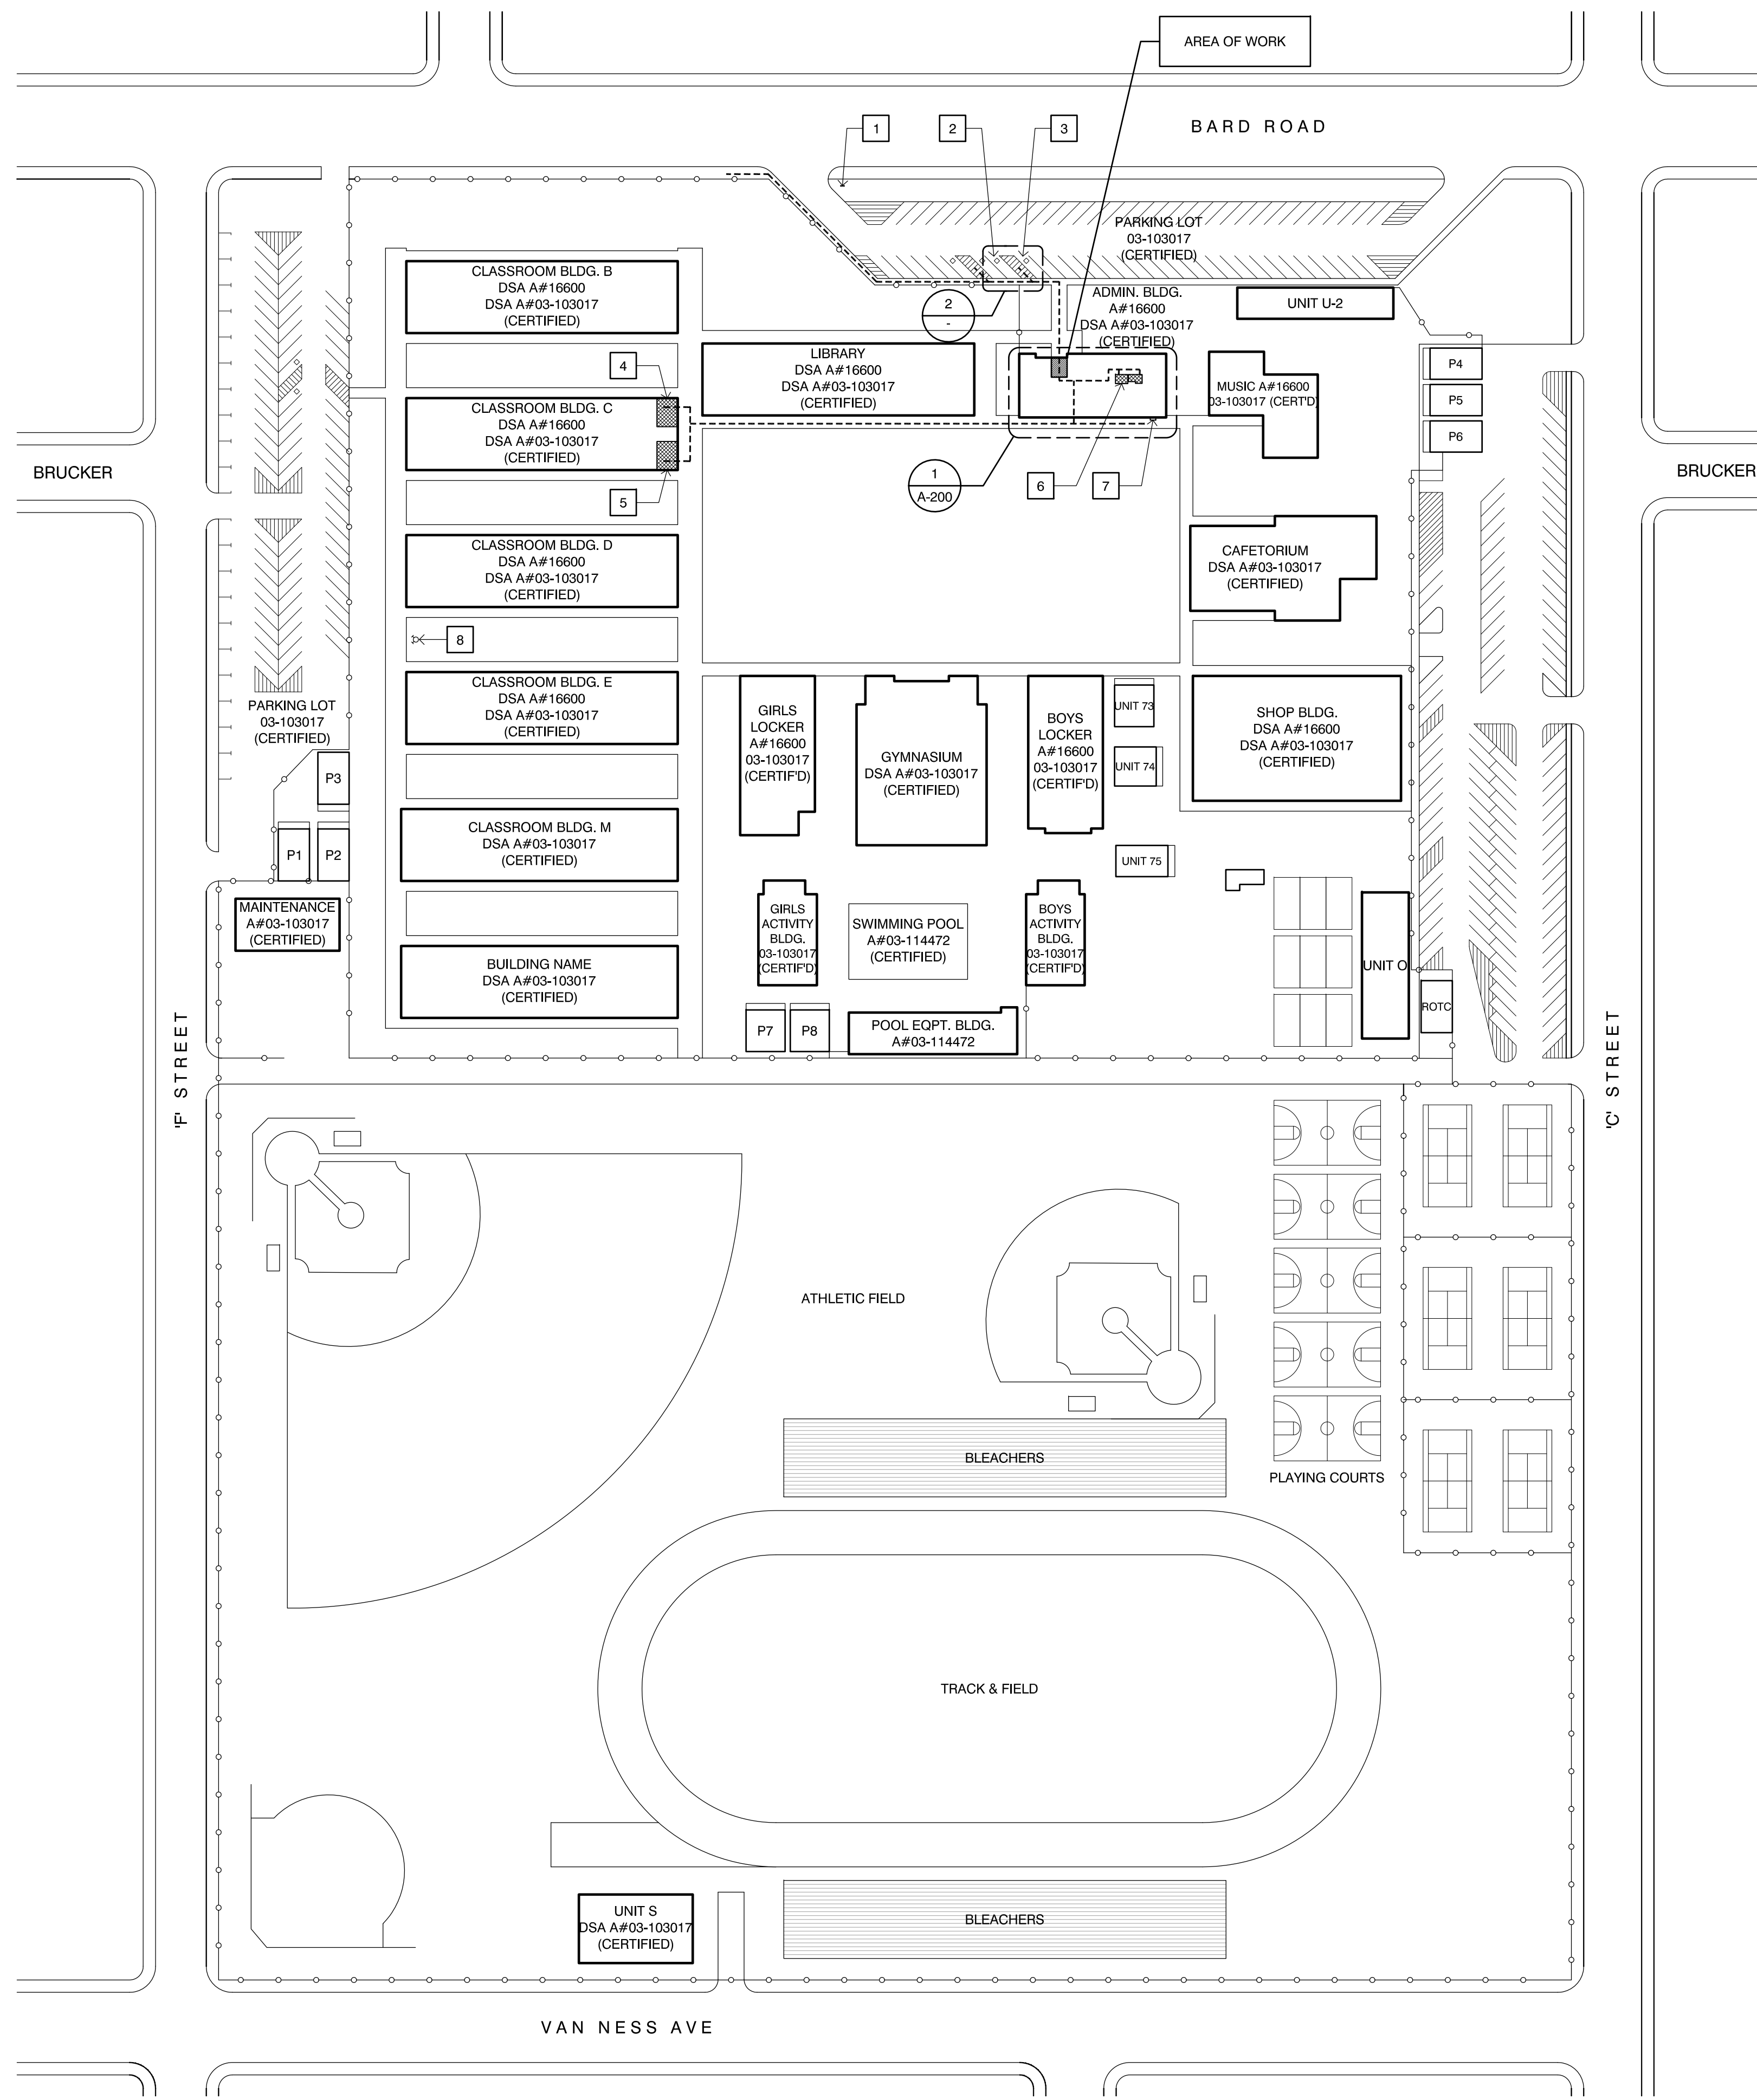 AREA OF WORK
BARD ROAD
1
2
3
PARKING LOT
03-103017
(CERTIFIED)
CLASSROOM BLDG. B
DSA A#16600
DSA A#03-103017
(CERTIFIED)
2
-
ADMIN. BLDG.
A#16600
DSA A#03-103017
(CERTIFIED)
UNIT U-2
LIBRARY
DSA A#16600
DSA A#03-103017
(CERTIFIED)
4
MUSIC A#16600
03-103017 (CERT'D)
P4
P5
P6
CLASSROOM BLDG. C
DSA A#16600
DSA A#03-103017
(CERTIFIED)
5
1
A-200
6
7
BRUCKER
BRUCKER
CLASSROOM BLDG. D
DSA A#16600
DSA A#03-103017
(CERTIFIED)
CAFETORIUM
DSA A#03-103017
(CERTIFIED)
8
CLASSROOM BLDG. E
DSA A#16600
DSA A#03-103017
(CERTIFIED)
PARKING LOT
03-103017
(CERTIFIED)
GIRLS
LOCKER
A#16600
03-103017
(CERTIF'D)
GYMNASIUM
DSA A#03-103017
(CERTIFIED)
BOYS
LOCKER
A#16600
03-103017
(CERTIF'D)
UNIT 73
UNIT 74
SHOP BLDG.
DSA A#16600
DSA A#03-103017
(CERTIFIED)
P3
P1
P2
CLASSROOM BLDG. M
DSA A#03-103017
(CERTIFIED)
UNIT 75
MAINTENANCE
A#03-103017
(CERTIFIED)
GIRLS
ACTIVITY
BLDG.
03-103017
(CERTIF'D)
SWIMMING POOL
A#03-114472
(CERTIFIED)
BOYS
ACTIVITY
BLDG.
03-103017
(CERTIF'D)
UNIT O
BUILDING NAME
DSA A#03-103017
(CERTIFIED)
ROTC
P7
P8
POOL EQPT. BLDG.
A#03-114472
'F' STREET
'C' STREET
ATHLETIC FIELD
BLEACHERS
PLAYING COURTS
TRACK & FIELD
UNIT S
DSA A#03-103017
(CERTIFIED)
BLEACHERS
VAN NESS AVE